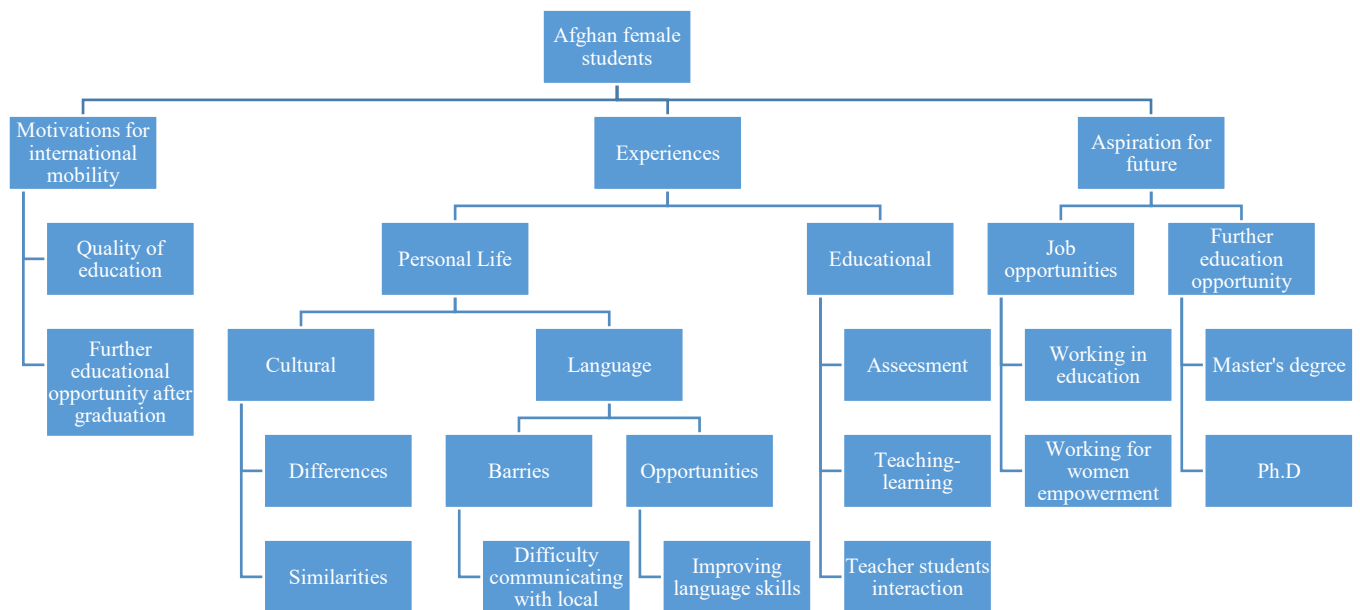 Afghan female
students
Motivations for
international
mobility
Experiences
Aspiration for
future
Quality of
education
Further
educational
opportunity after
graduation
Personal Life
Educational
Job
opportunities
Further
education
opportunity
Cultural
Language
Asseesment
Working in
education
Master's degree
Differences
Barries
Opportunities
Teaching-
learning
Working for
women
empowerment
Ph.D
Similarities
Difficulty
communicating
with local
Improving
language skills
Teacher students
interaction